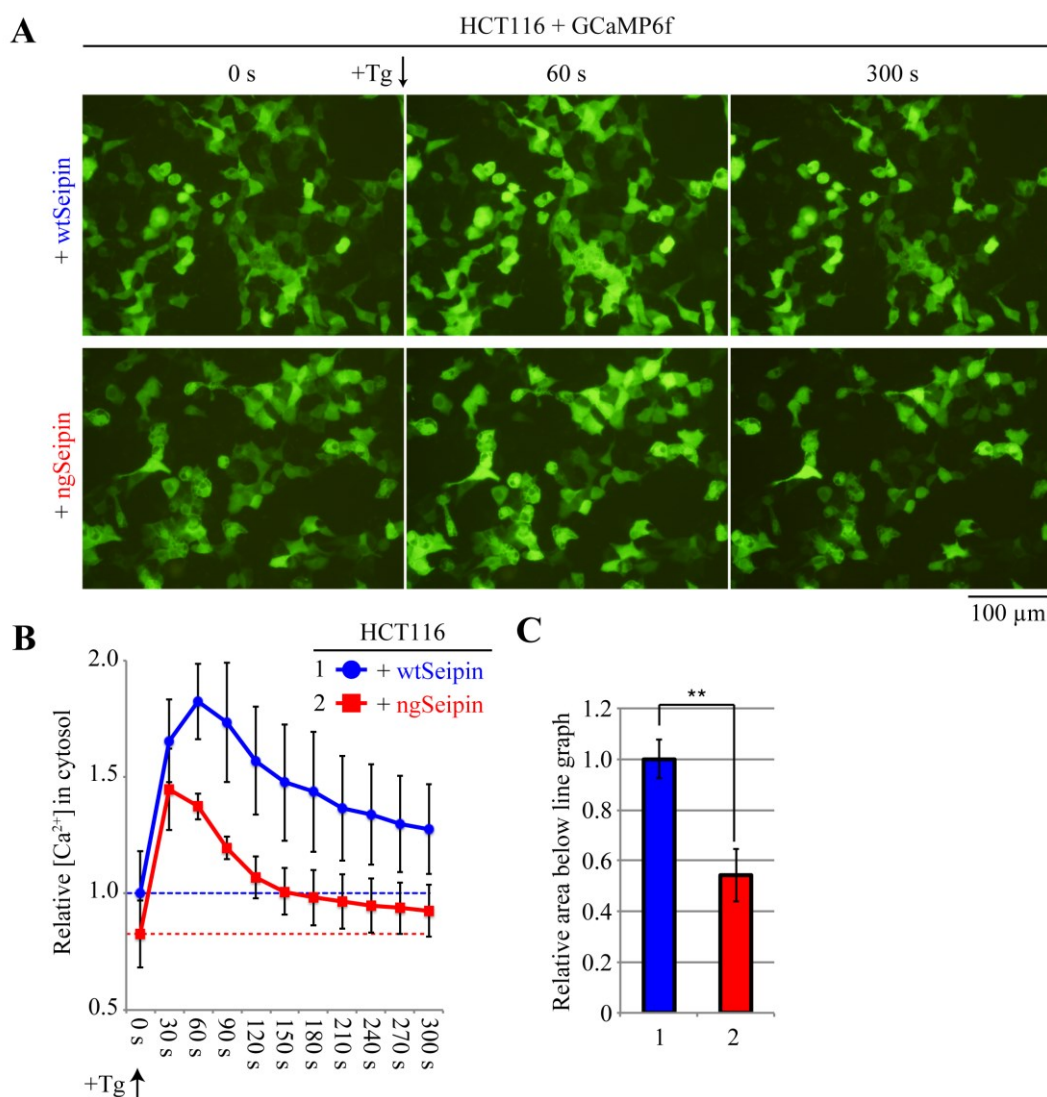 A
HCT116 + GCaMP6f
0 s +Tg 60 s 300 s
+ wtSeipin
+ ngSeipin
100 µm
B
HCT116
1 + wtSeipin
2 + ngSeipin
Relative [Ca²⁺] in cytosol
2.0
1.5
1.0
0.5
0 s 30 s 60 s 90 s 120 s 150 s 180 s 210 s 240 s 270 s 300 s
+Tg
C
**
Relative area below line graph
1.2
1.0
0.8
0.6
0.4
0.2
0
1 2